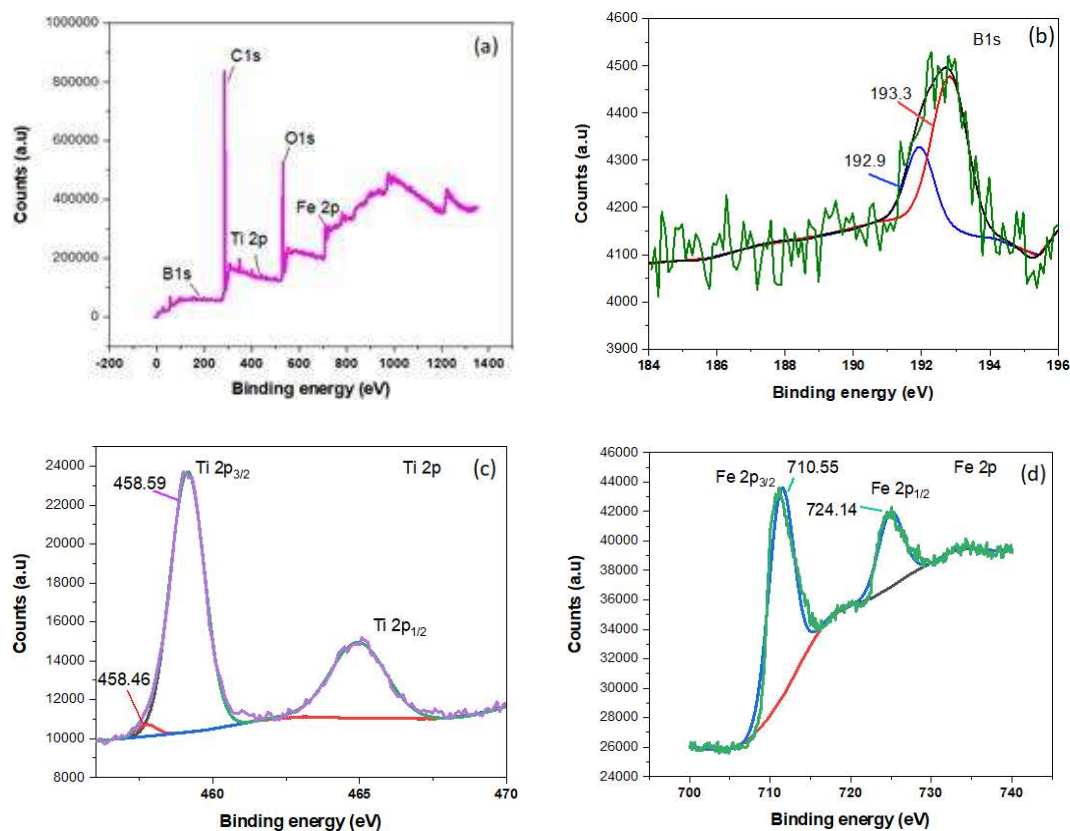 (a)
C1s
O1s
Fe 2p
Ti 2p
B1s
Counts (a.u)
1000000
800000
600000
400000
200000
0
-200 0 200 400 600 800 1000 1200 1400
Binding energy (eV)
B1s (b)
193.3
192.9
Counts (a.u)
4600
4500
4400
4300
4200
4100
4000
3900
184 186 188 190 192 194 196
Binding energy (eV)
Ti 2p3/2 Ti 2p (c)
458.59
Ti 2p1/2
458.46
Counts (a.u)
24000
22000
20000
18000
16000
14000
12000
10000
8000
460 465 470
Binding energy (eV)
Fe 2p3/2 710.55 Fe 2p (d)
Fe 2p1/2
724.14
Counts (a.u)
46000
44000
42000
40000
38000
36000
34000
32000
30000
28000
26000
24000
700 710 720 730 740
Binding energy (eV)